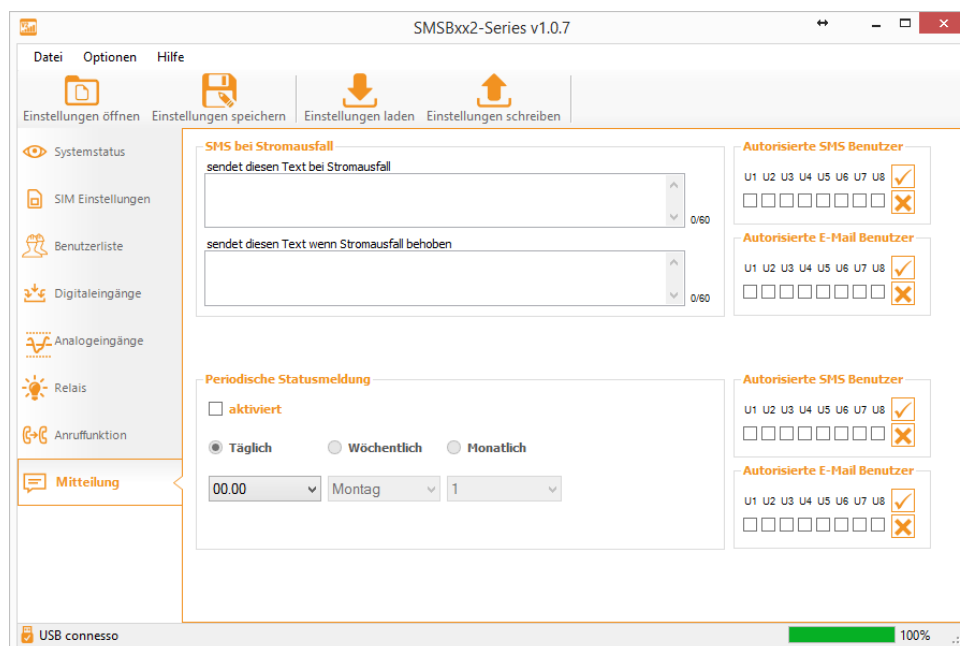 SMSBxx2-Series v1.0.7
Datei Optionen Hilfe
Einstellungen öffnen Einstellungen speichern Einstellungen laden Einstellungen schreiben
Systemstatus
SIM Einstellungen
Benutzerliste
Digitaleingänge
Analogeingänge
Relais
Anruffunktion
Mitteilung
SMS bei Stromausfall
sendet diesen Text bei Stromausfall
0/60
sendet diesen Text wenn Stromausfall behoben
0/60
Autorisierte SMS Benutzer
U1 U2 U3 U4 U5 U6 U7 U8
Autorisierte E-Mail Benutzer
U1 U2 U3 U4 U5 U6 U7 U8
Periodische Statusmeldung
aktiviert
Täglich Wöchentlich Monatlich
00.00 Montag 1
Autorisierte SMS Benutzer
U1 U2 U3 U4 U5 U6 U7 U8
Autorisierte E-Mail Benutzer
U1 U2 U3 U4 U5 U6 U7 U8
USB connesso 100%